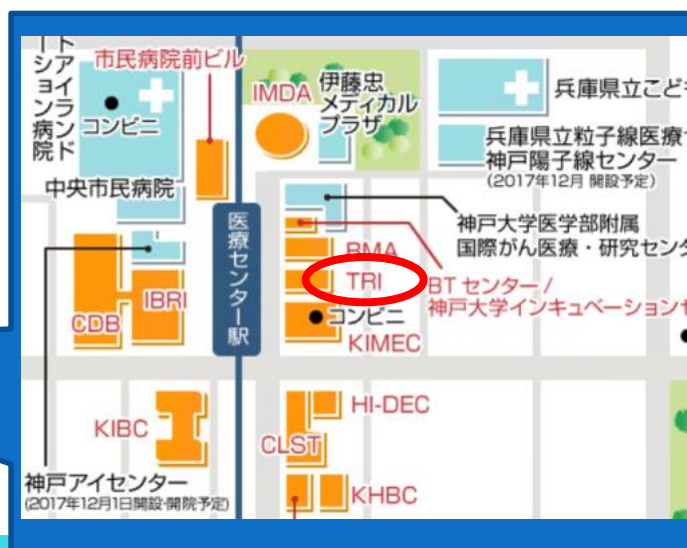 ートアイランド
ション病院
市民病院前ビル
コンビニ
中央市民病院
IMDA
伊藤忠
メディカル
プラザ
兵庫県立こど
兵庫県立粒子線医療
神戸陽子線センター
(2017年12月 開設予定)
神戸大学医学部附属
国際がん医療・研究センタ
医療センター駅
BMA
TRI
BTセンター/
神戸大学インキュベーションセ
コンビニ
KIMEC
IBRI
CDB
KIBC
HI-DEC
CLST
KHBC
神戸アイセンター
(2017年12月1日開設・開院予定)